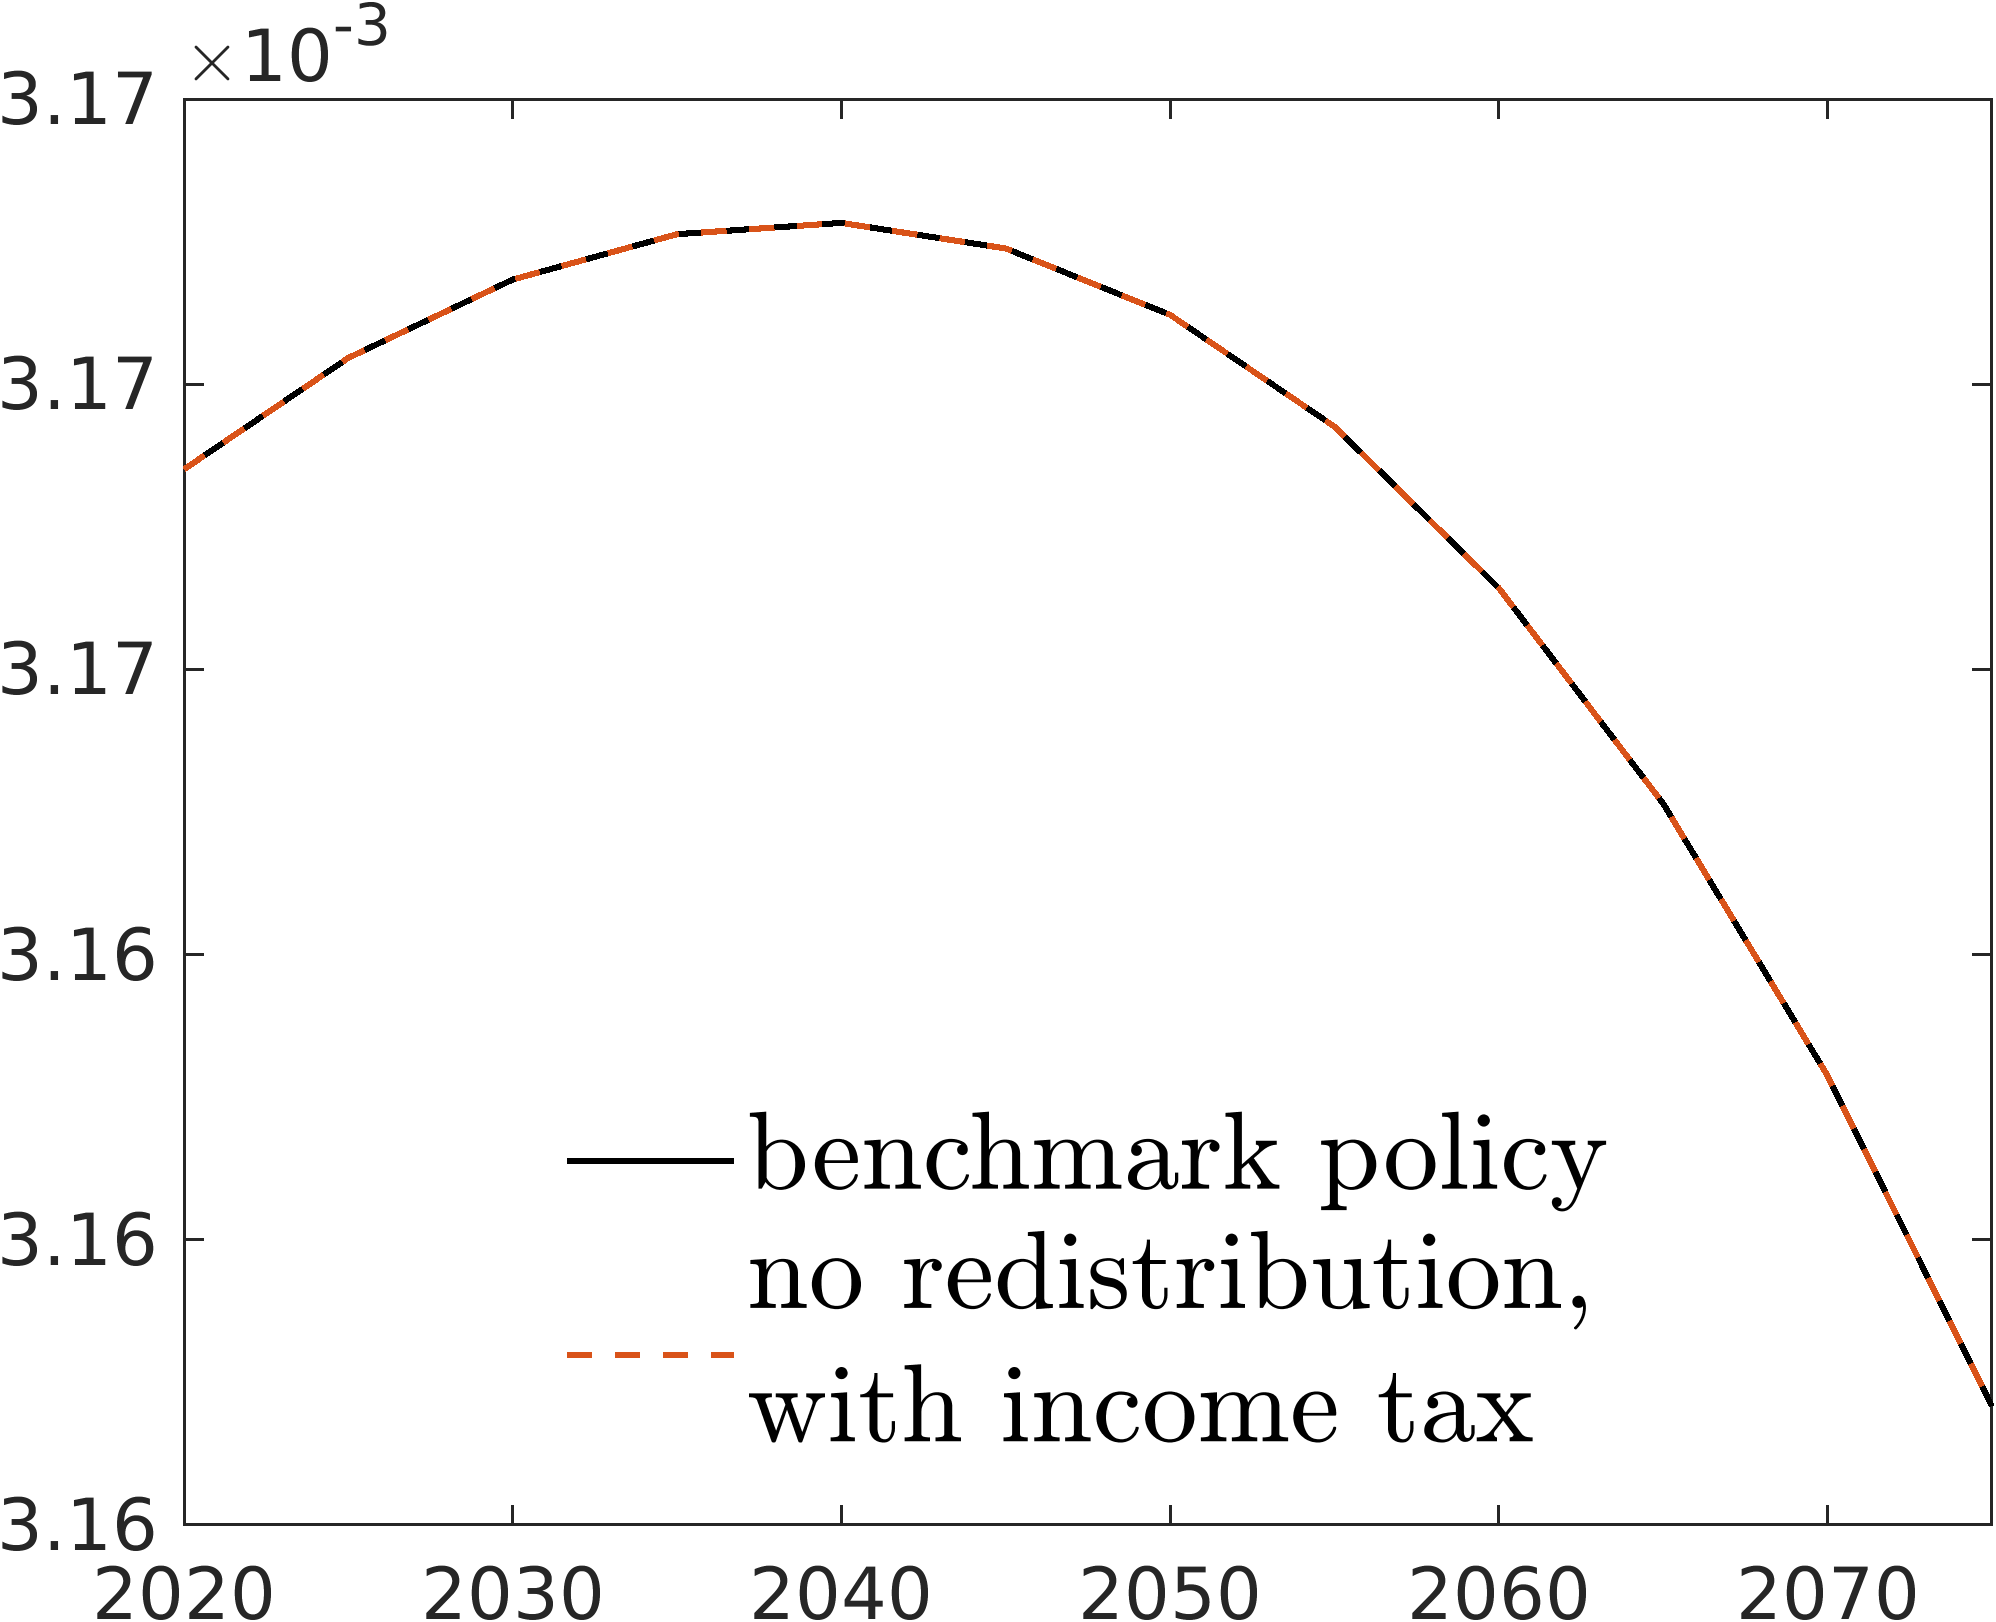 ×10-3
3.17
3.17
3.17
3.16
3.16
3.16
benchmark policy
no redistribution,
with income tax
2020 2030 2040 2050 2060 2070